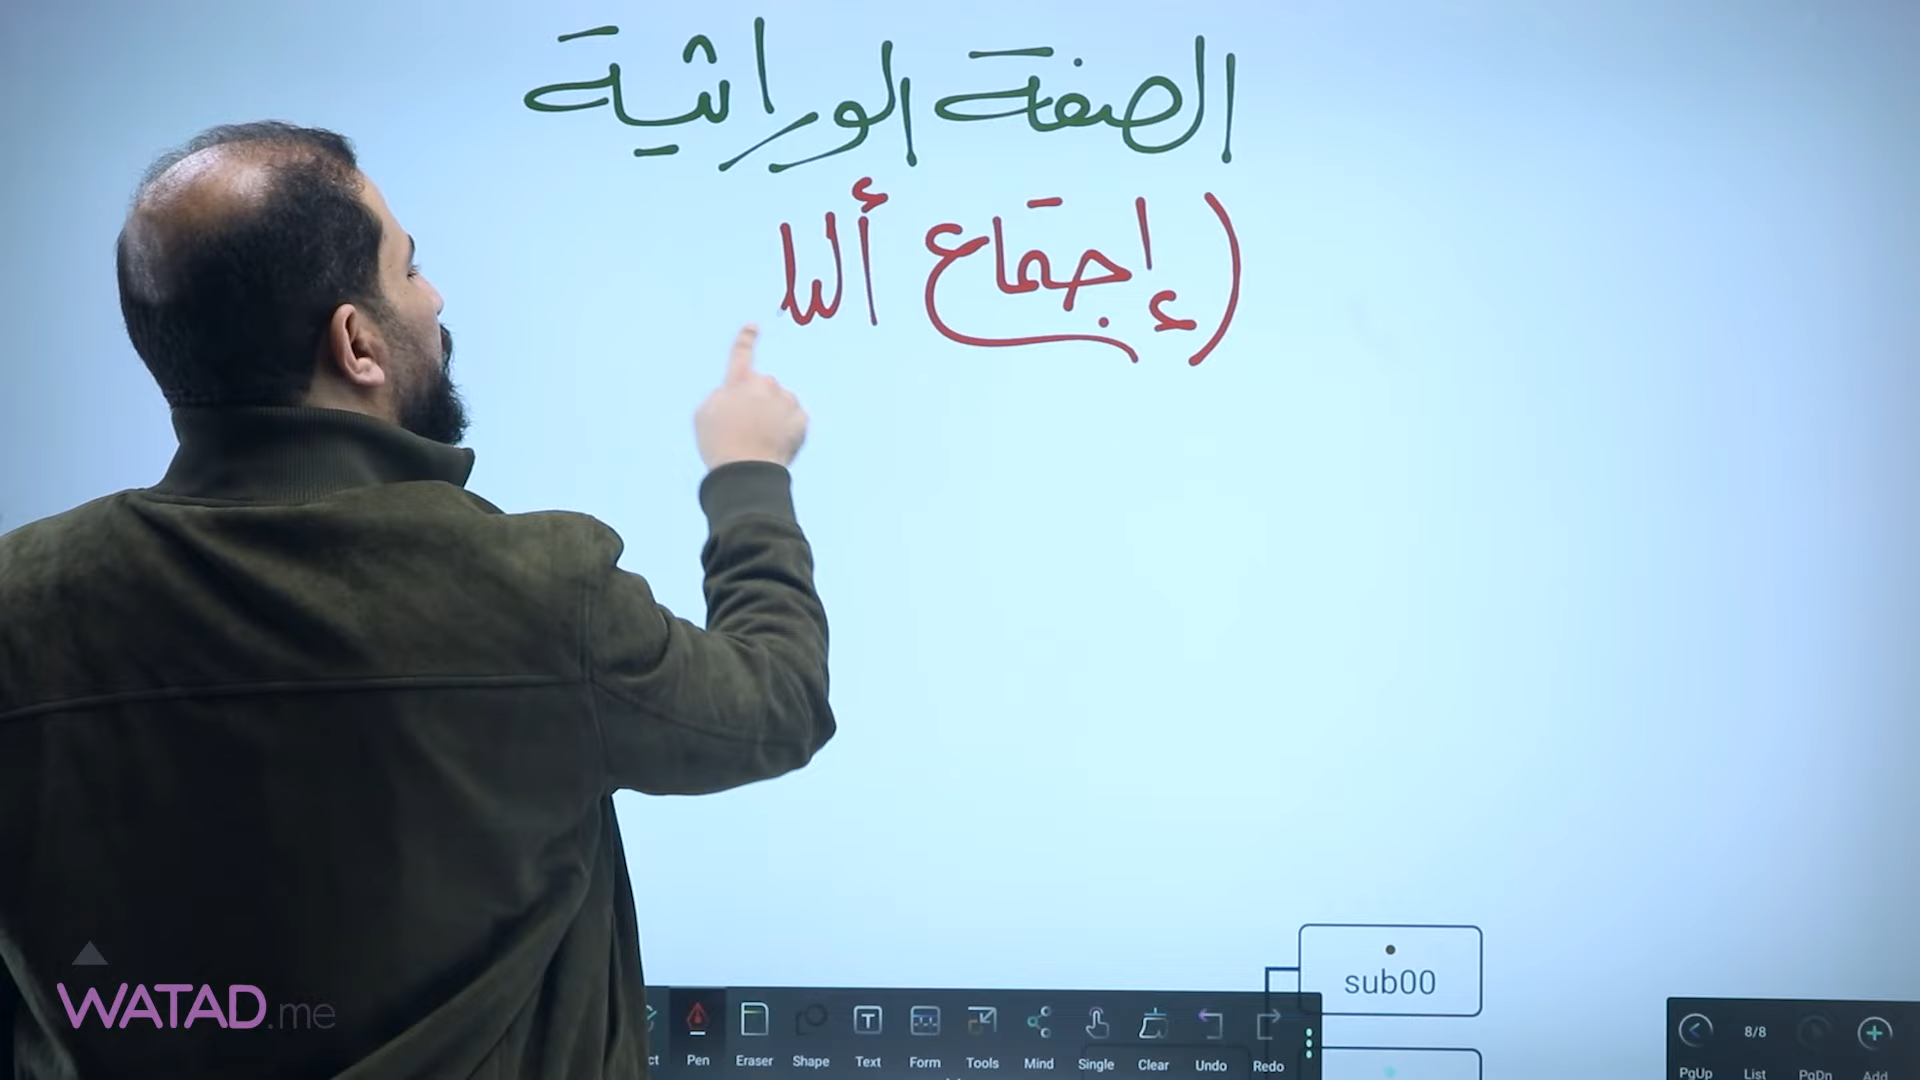 الصفة الوراثية
(إجتماع ألیلا
sub00
Pen
Eraser
Shape
Text
Form
Tools
Mind
Single
Clear
Undo
Redo
8/8
PgUp
List
PgDn
Add
WATAD.me